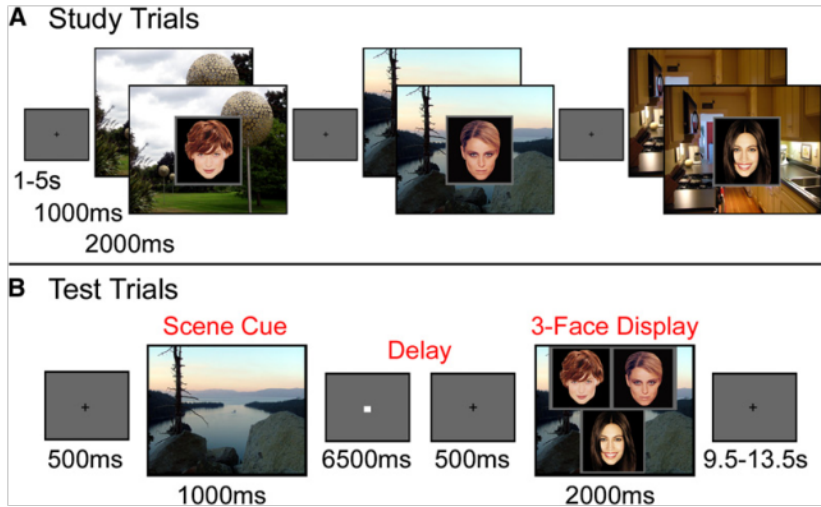 A Study Trials
1-5s
1000ms
2000ms
B Test Trials
Scene Cue
Delay
3-Face Display
500ms
1000ms
6500ms
500ms
2000ms
9.5-13.5s